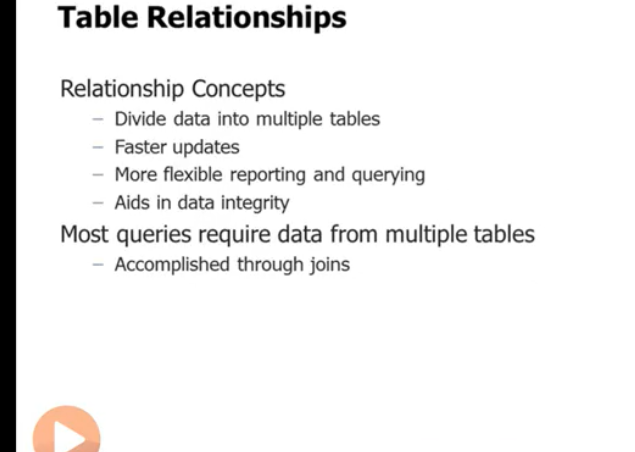 Table Relationships
Relationship Concepts
– Divide data into multiple tables
– Faster updates
– More flexible reporting and querying
– Aids in data integrity
Most queries require data from multiple tables
– Accomplished through joins